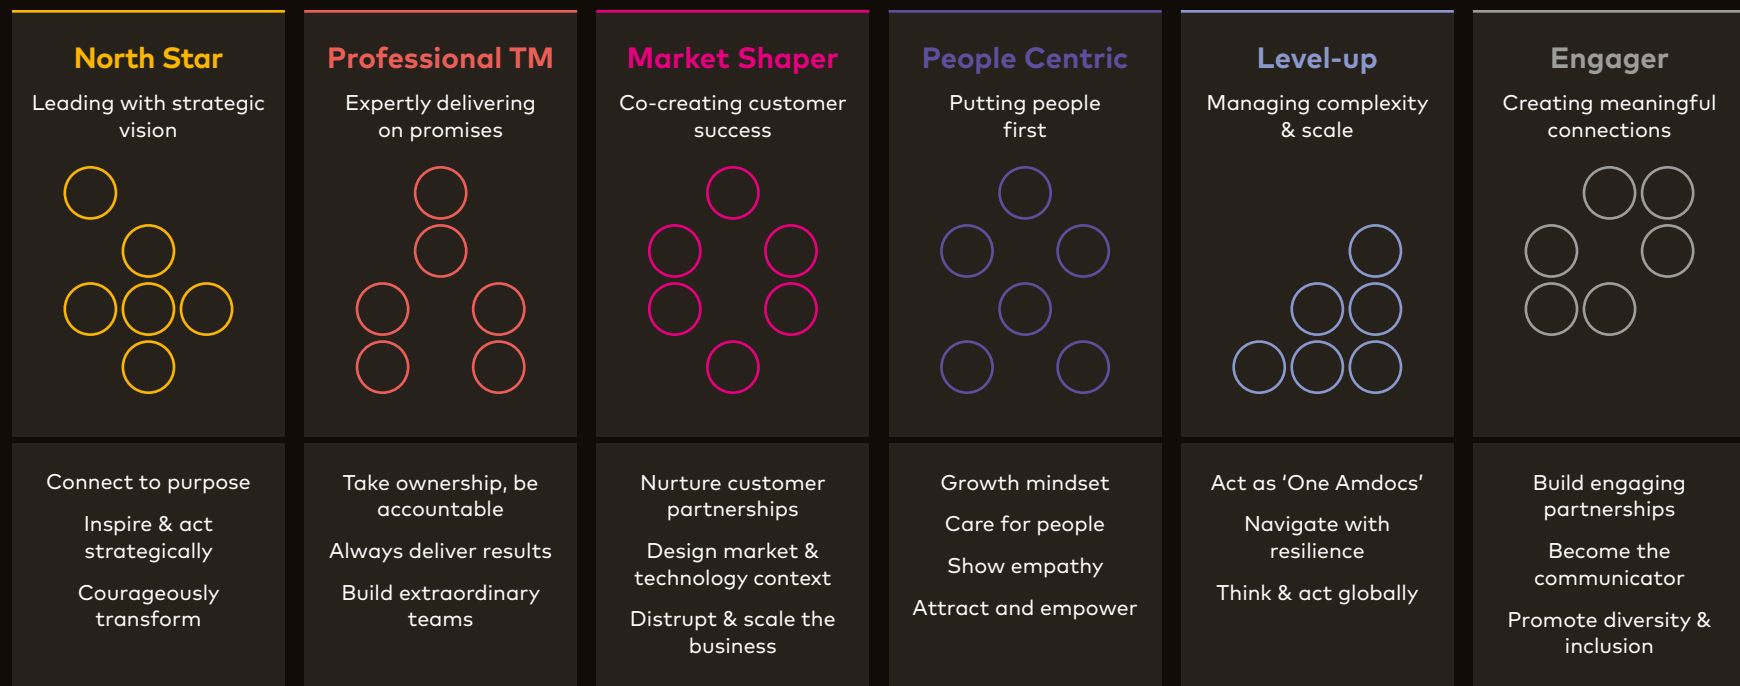 North Star
Leading with strategic
vision
Connect to purpose
Inspire & act
strategically
Courageously
transform
Professional TM
Expertly delivering
on promises
Take ownership, be
accountable
Always deliver results
Build extraordinary
teams
Market Shaper
Co-creating customer
success
Nurture customer
partnerships
Design market &
technology context
Distrupt & scale the
business
People Centric
Putting people
first
Growth mindset
Care for people
Show empathy
Attract and empower
Level-up
Managing complexity
& scale
Act as ‘One Amdocs’
Navigate with
resilience
Think & act globally
Engager
Creating meaningful
connections
Build engaging
partnerships
Become the
communicator
Promote diversity &
inclusion